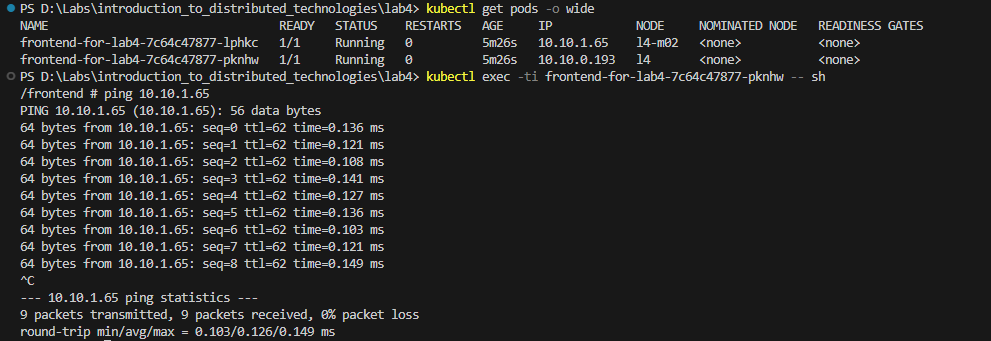 PS D:\Labs\introduction_to_distributed_technologies\lab4> kubectl get pods -o wide
NAME READY STATUS RESTARTS AGE IP NODE NOMINATED NODE READINESS GATES
frontend-for-lab4-7c64c47877-lphkc 1/1 Running 0 5m26s 10.10.1.65 l4-m02 <none> <none>
frontend-for-lab4-7c64c47877-pknhw 1/1 Running 0 5m26s 10.10.0.193 l4 <none> <none>
PS D:\Labs\introduction_to_distributed_technologies\lab4> kubectl exec -ti frontend-for-lab4-7c64c47877-pknhw -- sh
/frontend # ping 10.10.1.65
PING 10.10.1.65 (10.10.1.65): 56 data bytes
64 bytes from 10.10.1.65: seq=0 ttl=62 time=0.136 ms
64 bytes from 10.10.1.65: seq=1 ttl=62 time=0.121 ms
64 bytes from 10.10.1.65: seq=2 ttl=62 time=0.108 ms
64 bytes from 10.10.1.65: seq=3 ttl=62 time=0.141 ms
64 bytes from 10.10.1.65: seq=4 ttl=62 time=0.127 ms
64 bytes from 10.10.1.65: seq=5 ttl=62 time=0.136 ms
64 bytes from 10.10.1.65: seq=6 ttl=62 time=0.103 ms
64 bytes from 10.10.1.65: seq=7 ttl=62 time=0.121 ms
64 bytes from 10.10.1.65: seq=8 ttl=62 time=0.149 ms
^C
--- 10.10.1.65 ping statistics ---
9 packets transmitted, 9 packets received, 0% packet loss
round-trip min/avg/max = 0.103/0.126/0.149 ms